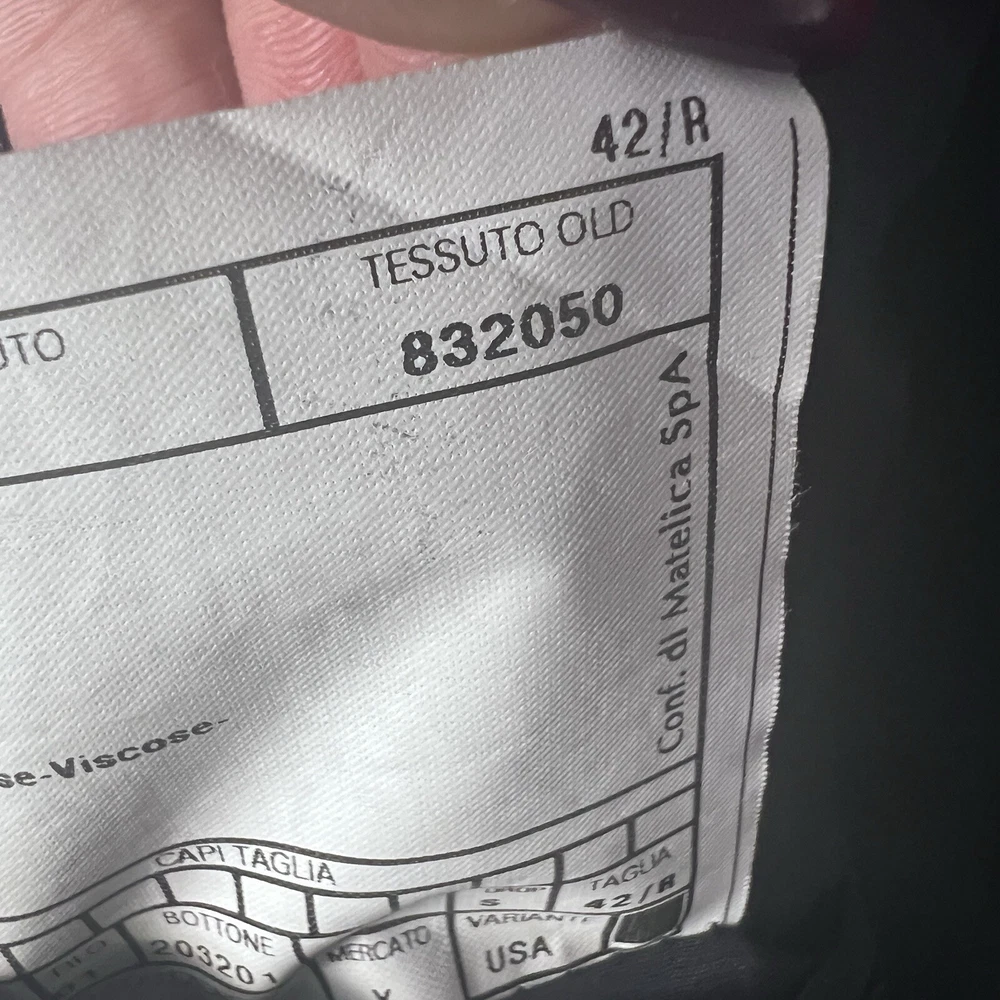 42/R
TESSUTO OLD
UTO
832050
Conf. di Matelica SpA
se-Viscose-
CAPI TAGLIA
DROP
TAGLIA
S
42/R
BOTTONE
MERCATO
VARIANTE
203201
USA